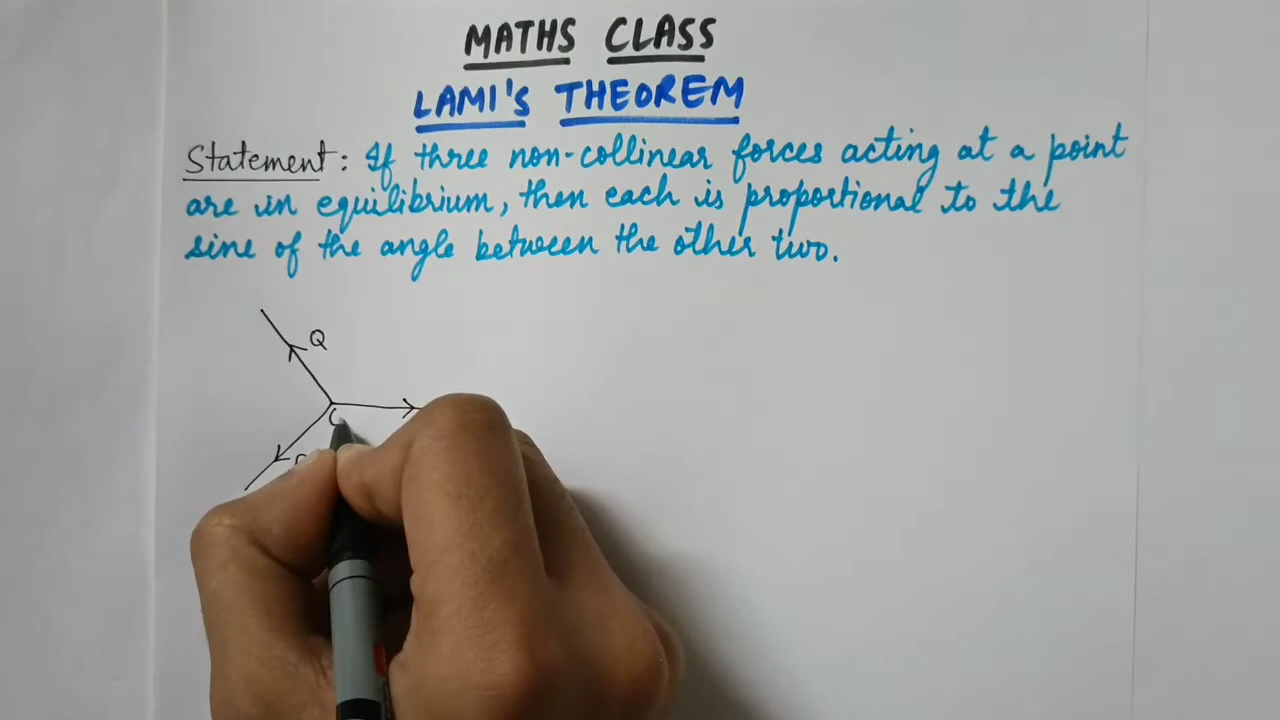 MATHS CLASS
LAMI'S THEOREM
Statement: If three non-collinear forces acting at a point
are in equilibrium, then each is proportional to the
sine of the angle between the other two.
Q